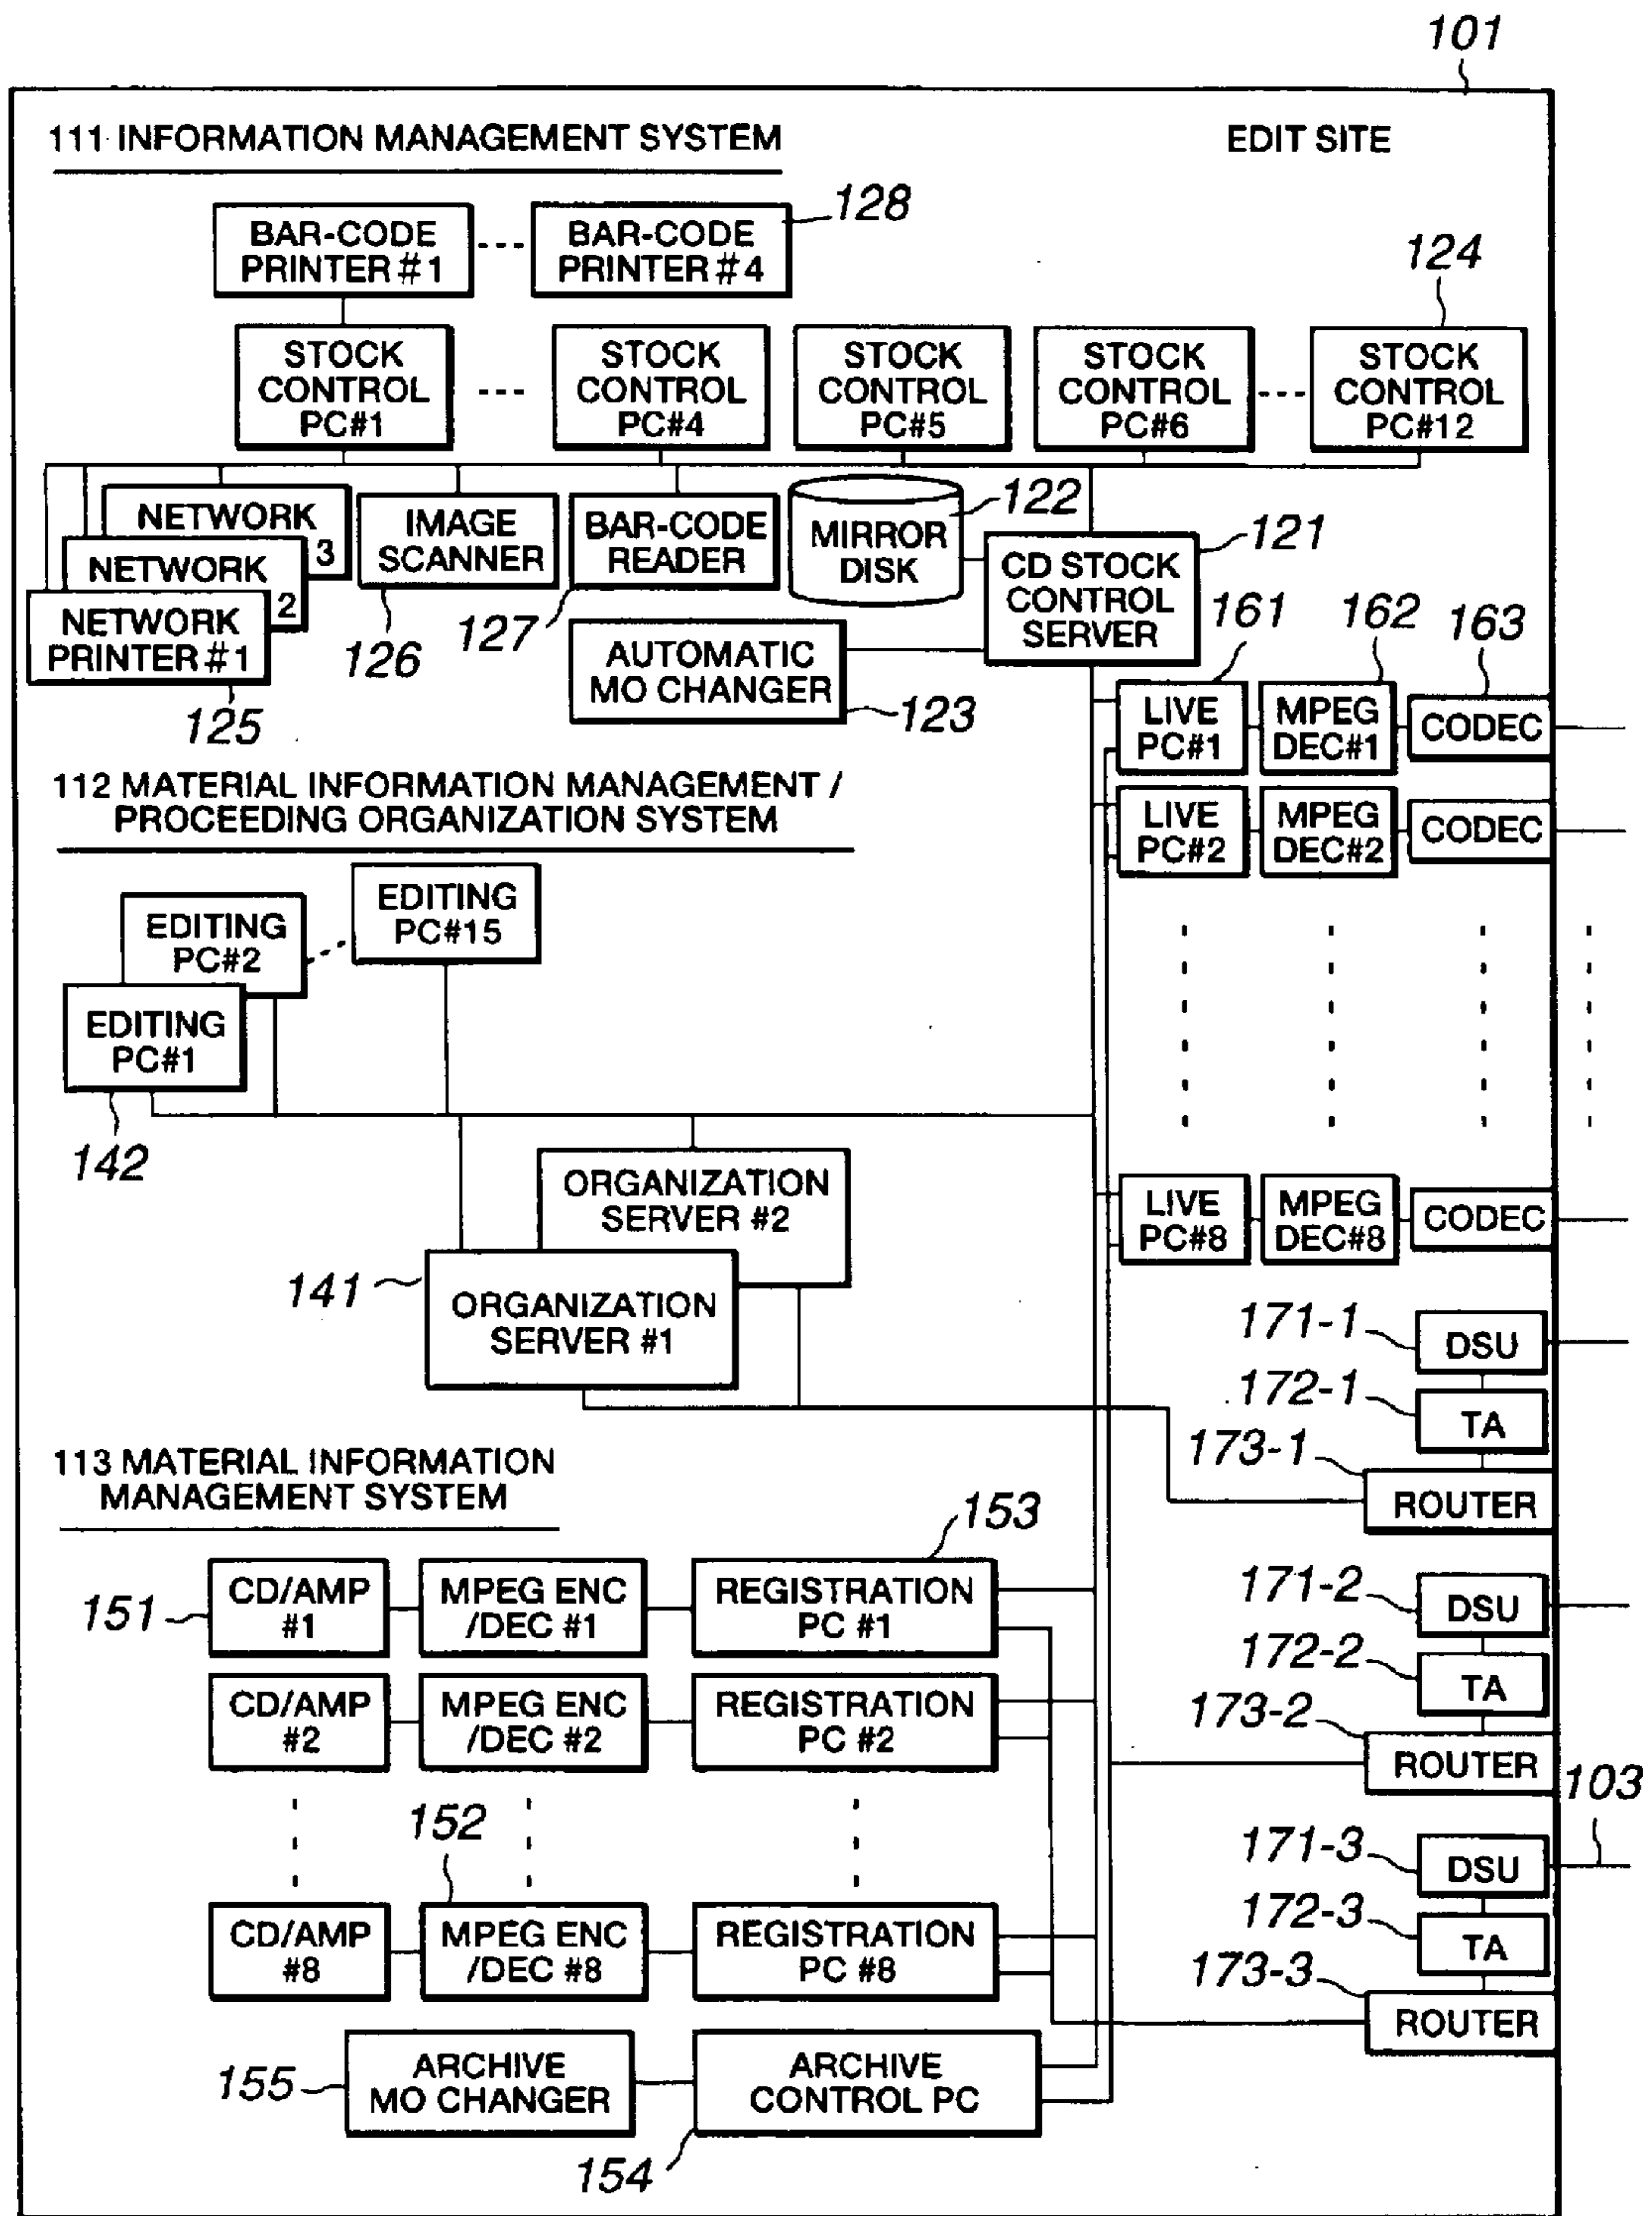 101
111 INFORMATION MANAGEMENT SYSTEM
EDIT SITE
128
BAR-CODE
PRINTER #1
BAR-CODE
PRINTER #4
124
STOCK
CONTROL
PC#1
STOCK
CONTROL
PC#4
STOCK
CONTROL
PC#5
STOCK
CONTROL
PC#6
STOCK
CONTROL
PC#12
NETWORK
3
NETWORK
2
NETWORK
PRINTER #1
125
IMAGE
SCANNER
126
BAR-CODE
READER
127
MIRROR
DISK
122
CD STOCK
CONTROL
SERVER
121
AUTOMATIC
MO CHANGER
123
161
162
163
LIVE
PC#1
MPEG
DEC#1
CODEC
LIVE
PC#2
MPEG
DEC#2
CODEC
LIVE
PC#8
MPEG
DEC#8
CODEC
112 MATERIAL INFORMATION MANAGEMENT /
PROCEEDING ORGANIZATION SYSTEM
EDITING
PC#15
EDITING
PC#2
EDITING
PC#1
142
ORGANIZATION
SERVER #2
ORGANIZATION
SERVER #1
141
171-1
DSU
172-1
TA
173-1
ROUTER
113 MATERIAL INFORMATION
MANAGEMENT SYSTEM
153
151
CD/AMP
#1
MPEG ENC
/DEC #1
REGISTRATION
PC #1
CD/AMP
#2
MPEG ENC
/DEC #2
REGISTRATION
PC #2
152
CD/AMP
#8
MPEG ENC
/DEC #8
REGISTRATION
PC #8
171-2
DSU
172-2
TA
173-2
ROUTER
103
171-3
DSU
172-3
TA
173-3
ROUTER
155
ARCHIVE
MO CHANGER
ARCHIVE
CONTROL PC
154